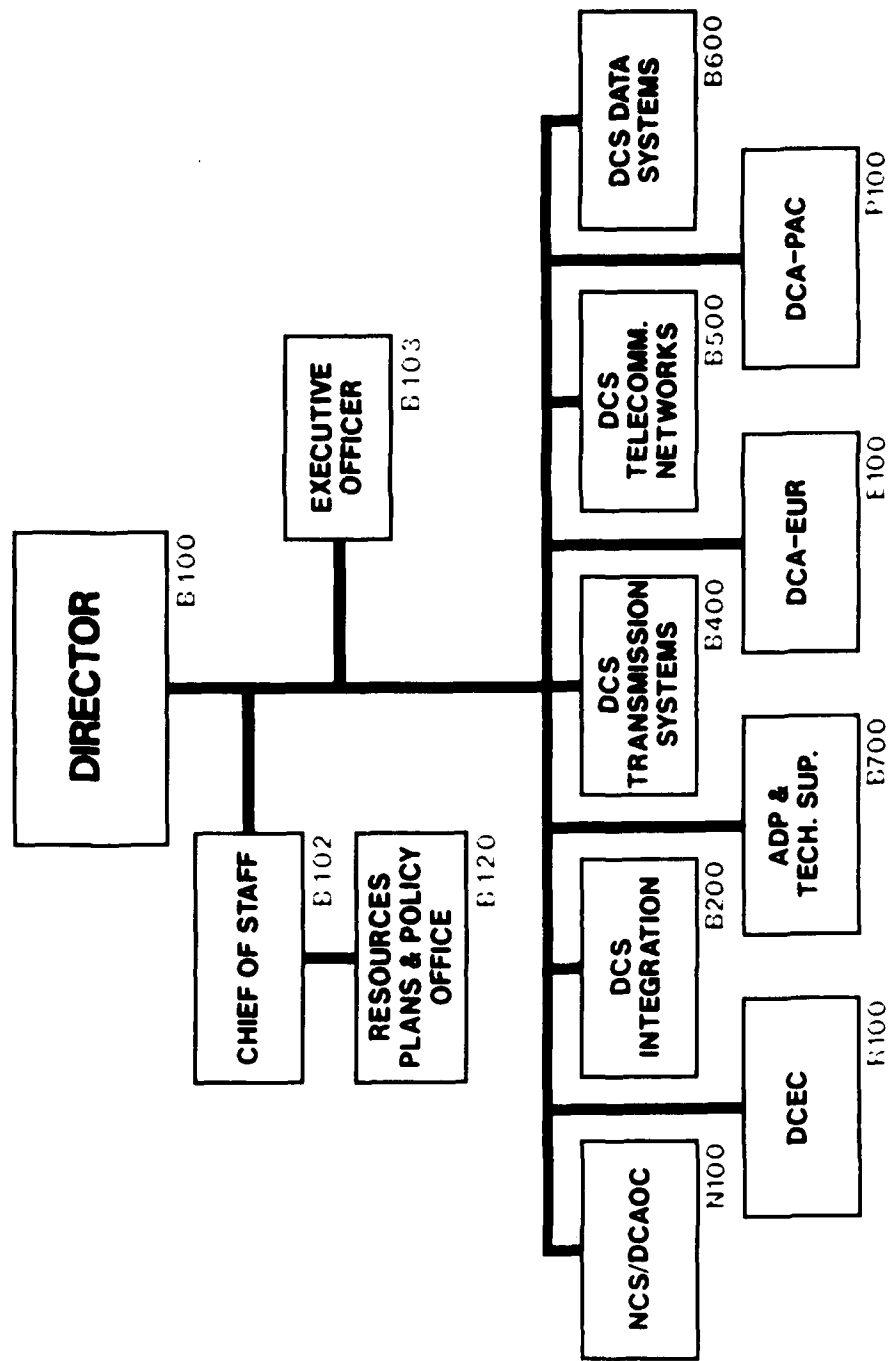 DIRECTOR
B100
CHIEF OF STAFF
B102
RESOURCES
PLANS & POLICY
OFFICE
B120
EXECUTIVE
OFFICER
B103
NCS/DCAOC
N100
DCS
INTEGRATION
B200
DCS
TRANSMISSION
SYSTEMS
B400
DCS
TELECOMM.
NETWORKS
B500
DCS DATA
SYSTEMS
B600
DCEC
R100
ADP &
TECH. SUP.
B700
DCA-EUR
E100
DCA-PAC
P100